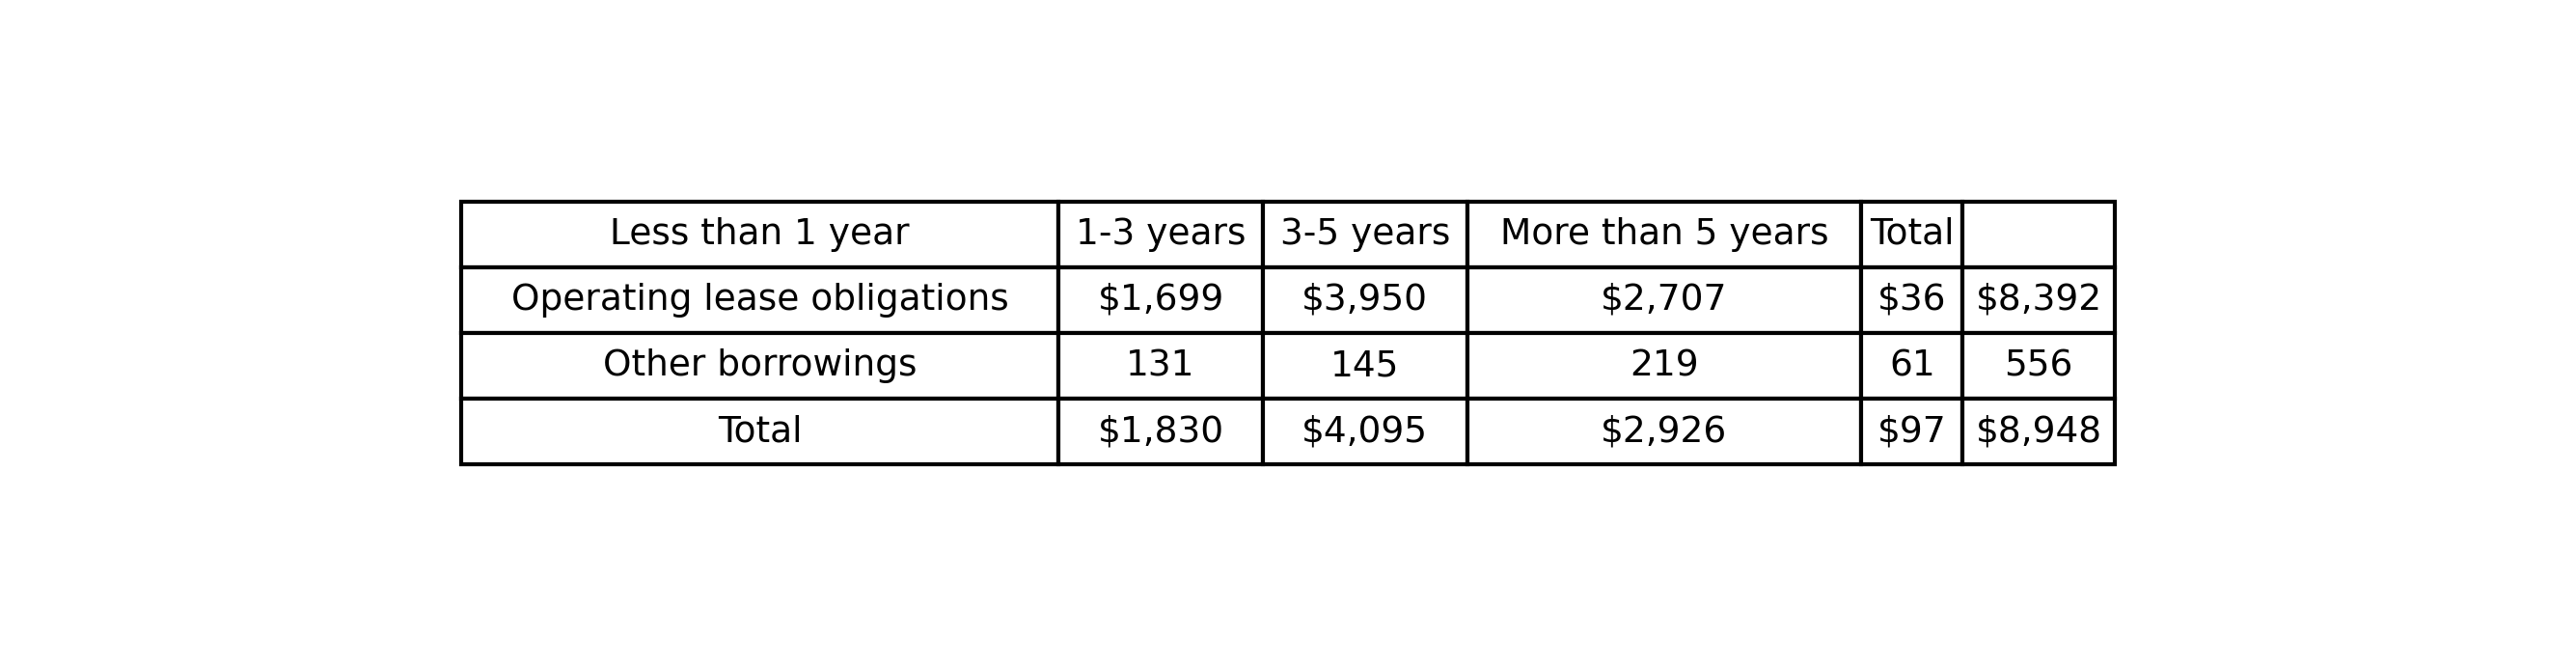 Less than 1 year 1-3 years 3-5 years More than 5 years Total
Operating lease obligations $1,699 $3,950 $2,707 $36 $8,392
Other borrowings 131 145 219 61 556
Total $1,830 $4,095 $2,926 $97 $8,948